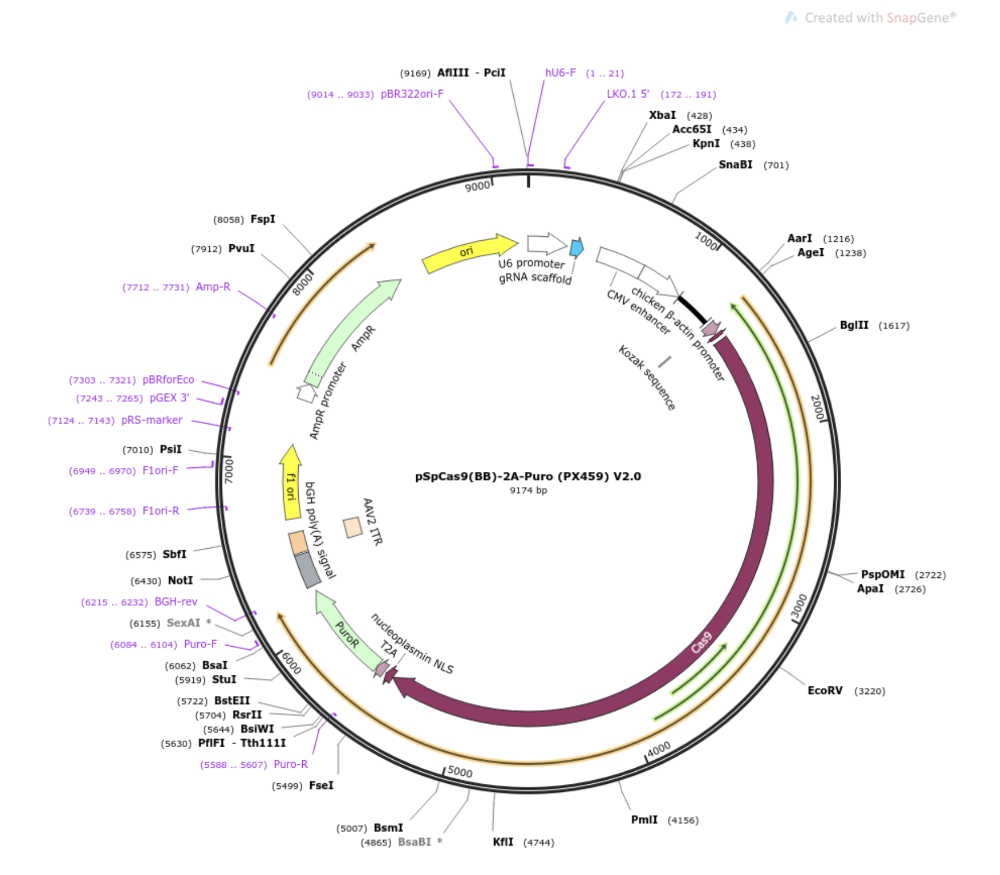 Created with SnapGene®
(9169) AflIII - PciI
hU6-F (1 .. 21)
(9014 .. 9033) pBR322ori-F
LKO.1 5' (172 .. 191)
XbaI (428)
Acc65I (434)
KpnI (438)
SnaBI (701)
9000
(8058) FspI
1000
AarI (1216)
(7912) PvuI
AgeI (1238)
ori
U6 promoter
gRNA scaffold
8000
(7712 .. 7731) Amp-R
CMV enhancer
chicken β-actin promoter
BglII (1617)
AmpR
Kozak sequence
AmpR promoter
(7303 .. 7321) pBRforEco
(7243 .. 7265) pGEX 3'
2000
(7124 .. 7143) pRS-marker
(7010) PsiI
7000
(6949 .. 6970) F1ori-F
pSpCas9(BB)-2A-Puro (PX459) V2.0
9174 bp
f1 ori
(6739 .. 6758) F1ori-R
bGH poly(A) signal
AAV2 ITR
(6575) SbfI
PspOMI (2722)
(6430) NotI
ApaI (2726)
(6215 .. 6232) BGH-rev
3000
(6155) SexAI *
PuroR
nucleoplasmin NLS
T2A
Cas9
(6084 .. 6104) Puro-F
(6062) BsaI
6000
(5919) StuI
EcoRV (3220)
(5722) BstEII
(5704) RsrII
(5644) BsiWI
(5630) PflFI - Tth111I
4000
(5588 .. 5607) Puro-R
5000
(5499) FseI
PmlI (4156)
(5007) BsmI
(4865) BsaBI *
KflI (4744)